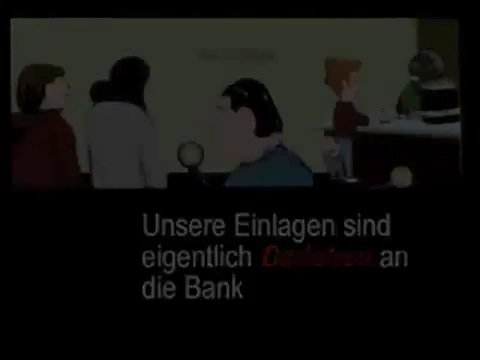 Unsere Einlagen sind
eigentlich Darlehen an
die Bank